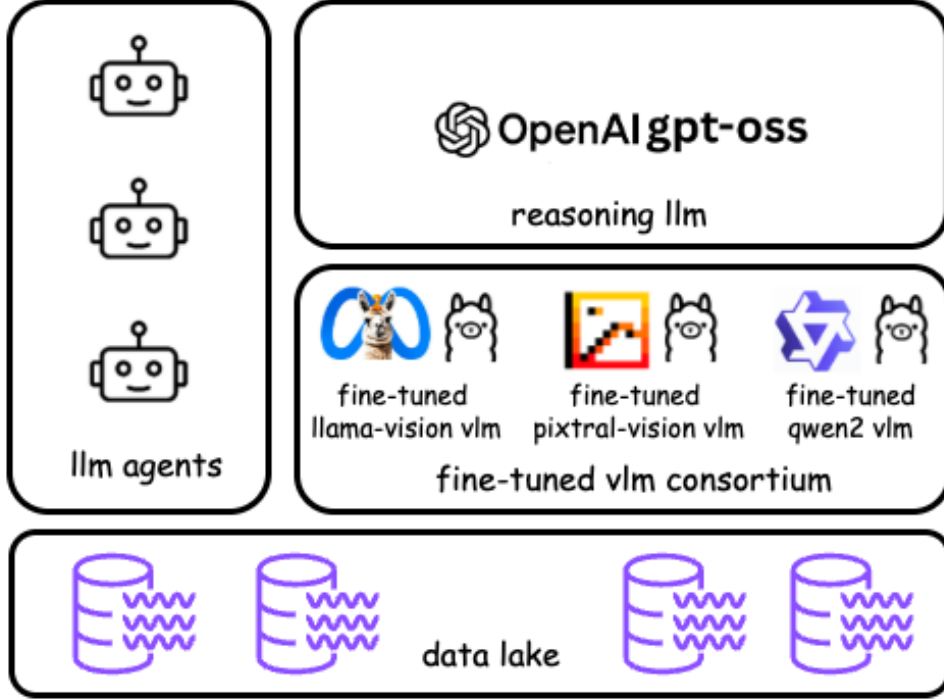 llm agents
OpenAI gpt-oss
reasoning llm
fine-tuned
llama-vision vlm
fine-tuned
pixtral-vision vlm
fine-tuned
qwen2 vlm
fine-tuned vlm consortium
data lake